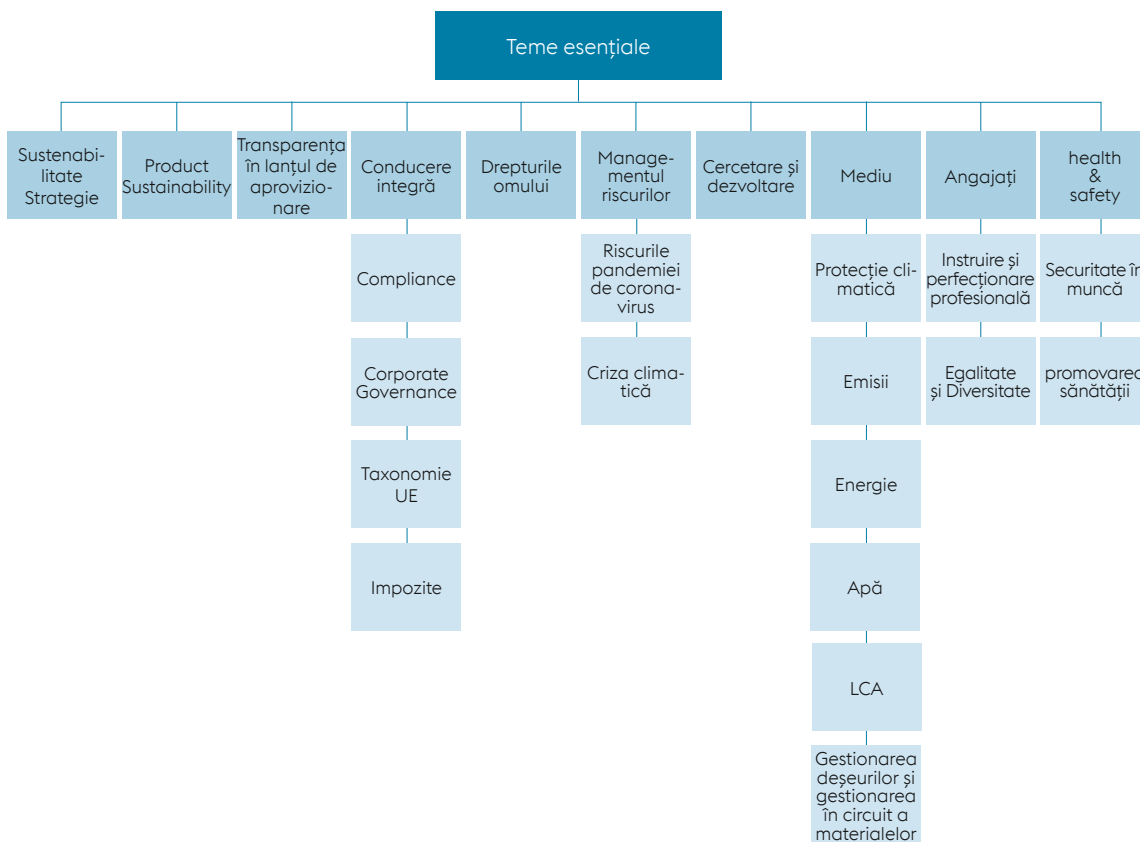 Teme esențiale
Sustenabi-
litate
Strategie
Product
Sustainability
Transparența
în lanțul de
aprovizio-
nare
Conducere
integră
Drepturile
omului
Manage-
mentul
riscurilor
Cercetare și
dezvoltare
Mediu
Angajați
health
&
safety
Compliance
Corporate
Governance
Taxonomie
UE
Impozite
Riscurile
pandemiei
de corona-
virus
Criza clima-
tică
Protecție cli-
matică
Emisii
Energie
Apă
LCA
Gestionarea
deșeurilor și
gestionarea
în circuit a
materialelor
Instruire și
perfecționare
profesională
Egalitate
și Diversitate
Securitate în
muncă
promovarea
sănătății